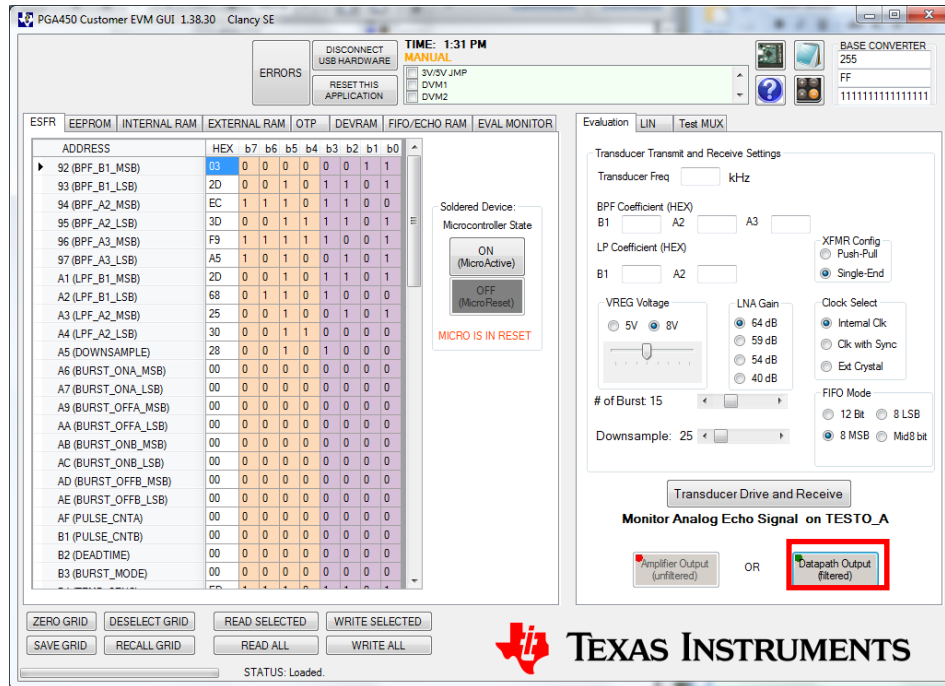 PGA450 Customer EVM GUI 1.38.30 Clancy SE
ERRORS
DISCONNECT
USB HARDWARE
RESET THIS
APPLICATION
TIME: 1:31 PM
MANUAL
3V/5V JMP
DVM1
DVM2
BASE CONVERTER
255
FF
1111111111111111
ESFR EEPROM INTERNAL RAM EXTERNAL RAM OTP DEVRAM FIFO/ECHO RAM EVAL MONITOR
ADDRESS HEX b7 b6 b5 b4 b3 b2 b1 b0
92 (BPF_B1_MSB) 03 0 0 0 0 0 0 1 1
93 (BPF_B1_LSB) 2D 0 0 1 0 1 1 0 1
94 (BPF_A2_MSB) EC 1 1 1 0 1 1 0 0
95 (BPF_A2_LSB) 3D 0 0 1 1 1 1 0 1
96 (BPF_A3_MSB) F9 1 1 1 1 1 0 0 1
97 (BPF_A3_LSB) A5 1 0 1 0 0 1 0 1
A1 (LPF_B1_MSB) 2D 0 0 1 0 1 1 0 1
A2 (LPF_B1_LSB) 68 0 1 1 0 1 0 0 0
A3 (LPF_A2_MSB) 25 0 0 1 0 0 1 0 1
A4 (LPF_A2_LSB) 30 0 0 1 1 0 0 0 0
A5 (DOWNSAMPLE) 28 0 0 1 0 1 0 0 0
A6 (BURST_ONA_MSB) 00 0 0 0 0 0 0 0 0
A7 (BURST_ONA_LSB) 00 0 0 0 0 0 0 0 0
A9 (BURST_OFFA_MSB) 00 0 0 0 0 0 0 0 0
AA (BURST_OFFA_LSB) 00 0 0 0 0 0 0 0 0
AB (BURST_ONB_MSB) 00 0 0 0 0 0 0 0 0
AC (BURST_ONB_LSB) 00 0 0 0 0 0 0 0 0
AD (BURST_OFFB_MSB) 00 0 0 0 0 0 0 0 0
AE (BURST_OFFB_LSB) 00 0 0 0 0 0 0 0 0
AF (PULSE_CNTA) 00 0 0 0 0 0 0 0 0
B1 (PULSE_CNTB) 00 0 0 0 0 0 0 0 0
B2 (DEADTIME) 00 0 0 0 0 0 0 0 0
B3 (BURST_MODE) 00 0 0 0 0 0 0 0 0
Soldered Device:
Microcontroller State
ON
(MicroActive)
OFF
(MicroReset)
MICRO IS IN RESET
Evaluation LIN Test MUX
Transducer Transmit and Receive Settings
Transducer Freq kHz
BPF Coefficient (HEX)
B1 A2 A3
LP Coefficient (HEX)
B1 A2
XFMR Config
Push-Pull
Single-End
VREG Voltage
5V 8V
LNA Gain
64 dB
59 dB
54 dB
40 dB
Clock Select
Internal Clk
Clk with Sync
Ext Crystal
# of Burst: 15
Downsample: 25
FIFO Mode
12 Bit 8 LSB
8 MSB Mid8 bit
Transducer Drive and Receive
Monitor Analog Echo Signal on TESTO_A
Amplifier Output
(unfiltered)
OR
Datapath Output
(filtered)
ZERO GRID DESELECT GRID READ SELECTED WRITE SELECTED
SAVE GRID RECALL GRID READ ALL WRITE ALL
STATUS: Loaded.
TEXAS INSTRUMENTS